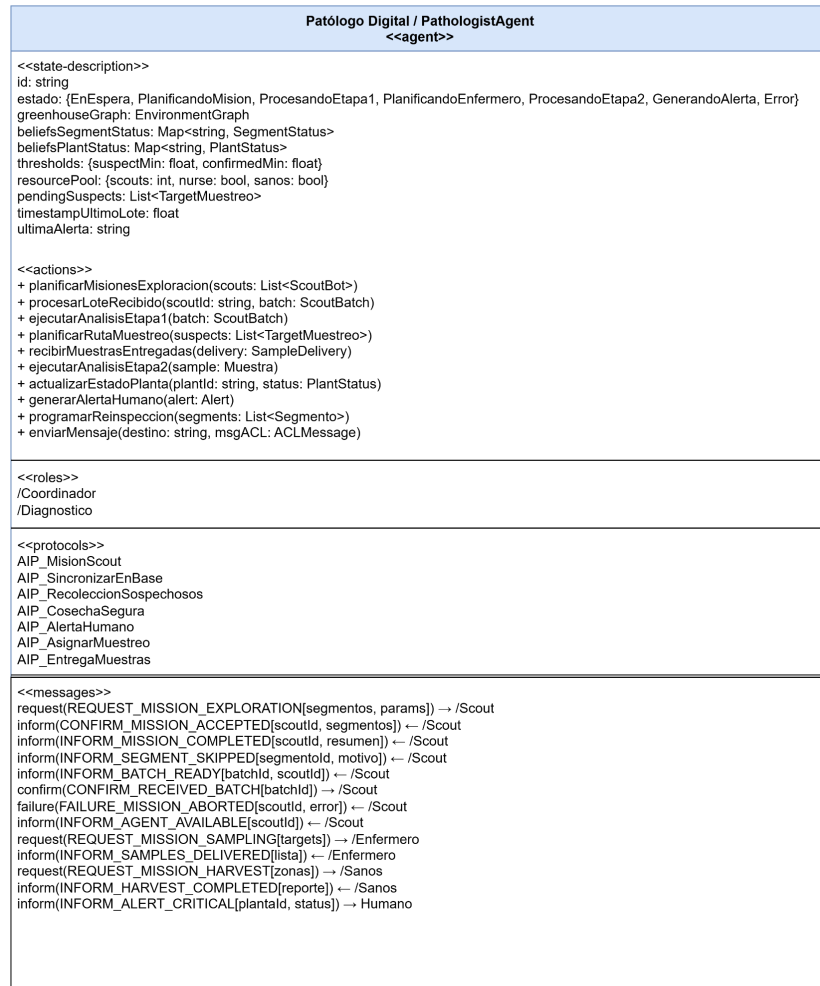 Patólogo Digital / PathologistAgent
<<agent>>
<<state-description>>
id: string
estado: {EnEspera, PlanificandoMision, ProcesandoEtapa1, PlanificandoEnfermero, ProcesandoEtapa2, GenerandoAlerta, Error}
greenhouseGraph: EnvironmentGraph
beliefsSegmentStatus: Map<string, SegmentStatus>
beliefsPlantStatus: Map<string, PlantStatus>
thresholds: {suspectMin: float, confirmedMin: float}
resourcePool: {scouts: int, nurse: bool, sanos: bool}
pendingSuspects: List<TargetMuestreo>
timestampUltimoLote: float
ultimaAlerta: string
<<actions>>
+ planificarMisionesExploracion(scouts: List<ScoutBot>)
+ procesarLoteRecibido(scoutId: string, batch: ScoutBatch)
+ ejecutarAnalisisEtapa1(batch: ScoutBatch)
+ planificarRutaMuestreo(suspects: List<TargetMuestreo>)
+ recibirMuestrasEntregadas(delivery: SampleDelivery)
+ ejecutarAnalisisEtapa2(sample: Muestra)
+ actualizarEstadoPlanta(plantId: string, status: PlantStatus)
+ generarAlertaHumano(alert: Alert)
+ programarReinspeccion(segments: List<Segmento>)
+ enviarMensaje(destino: string, msgACL: ACLMessage)
<<roles>>
/Coordinador
/Diagnostico
<<protocols>>
AIP_MisionScout
AIP_SincronizarEnBase
AIP_RecoleccionSospechosos
AIP_CosechaSegura
AIP_AlertaHumano
AIP_AsignarMuestreo
AIP_EntregaMuestras
<<messages>>
request(REQUEST_MISSION_EXPLORATION[segmentos, params]) → /Scout
inform(CONFIRM_MISSION_ACCEPTED[scoutId, segmentos]) ← /Scout
inform(INFORM_MISSION_COMPLETED[scoutId, resumen]) ← /Scout
inform(INFORM_SEGMENT_SKIPPED[segmentoId, motivo]) ← /Scout
inform(INFORM_BATCH_READY[batchId, scoutId]) ← /Scout
confirm(CONFIRM_RECEIVED_BATCH[batchId]) → /Scout
failure(FAILURE_MISSION_ABORTED[scoutId, error]) ← /Scout
inform(INFORM_AGENT_AVAILABLE[scoutId]) ← /Scout
request(REQUEST_MISSION_SAMPLING[targets]) → /Enfermero
inform(INFORM_SAMPLES_DELIVERED[lista]) ← /Enfermero
request(REQUEST_MISSION_HARVEST[zonas]) → /Sanos
inform(INFORM_HARVEST_COMPLETED[reporte]) ← /Sanos
inform(INFORM_ALERT_CRITICAL[plantaId, status]) → Humano